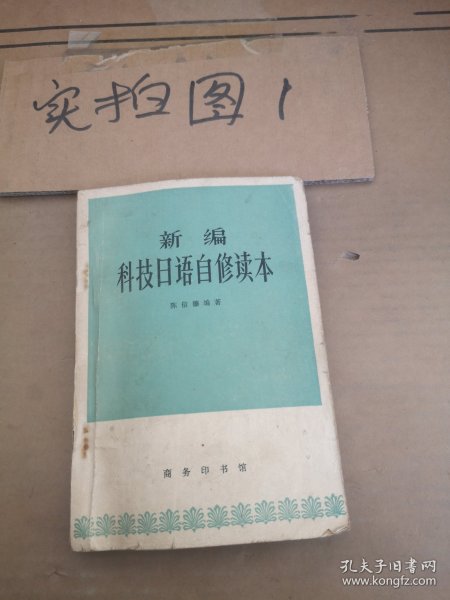 实拍图1
新编
科技日语自修读本
陈信德编著
商务印书馆
孔夫子旧书网
www.kongfz.com